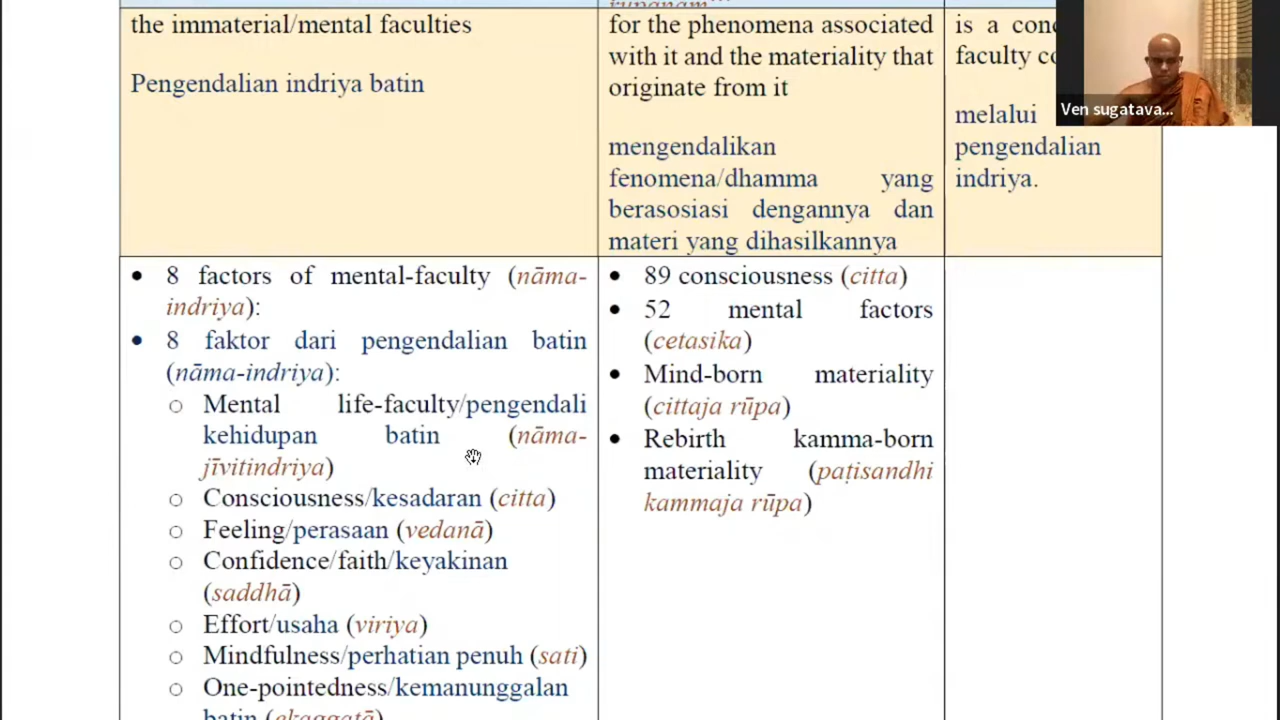 the immaterial/mental faculties
Pengendalian indriya batin
for the phenomena associated
with it and the materiality that
originate from it
mengendalikan
fenomena/dhamma yang
berasosiasi dengannya dan
materi yang dihasilkannya
is a
faculty
melalui
pengendalian
indriya.
Ven sugatava...
• 8 factors of mental-faculty (nāma-
indriya):
• 8 faktor dari pengendalian batin
(nāma-indriya):
o Mental life-faculty/pengendali
kehidupan batin (nāma-
jīvitindriya)
o Consciousness/kesadaran (citta)
o Feeling/perasaan (vedanā)
o Confidence/faith/keyakinan
(saddhā)
o Effort/usaha (viriya)
o Mindfulness/perhatian penuh (sati)
o One-pointedness/kemanunggalan
batin (ekaggatā)
• 89 consciousness (citta)
• 52 mental factors
(cetasika)
• Mind-born materiality
(cittaja rūpa)
• Rebirth kamma-born
materiality (paṭisandhi
kammaja rūpa)